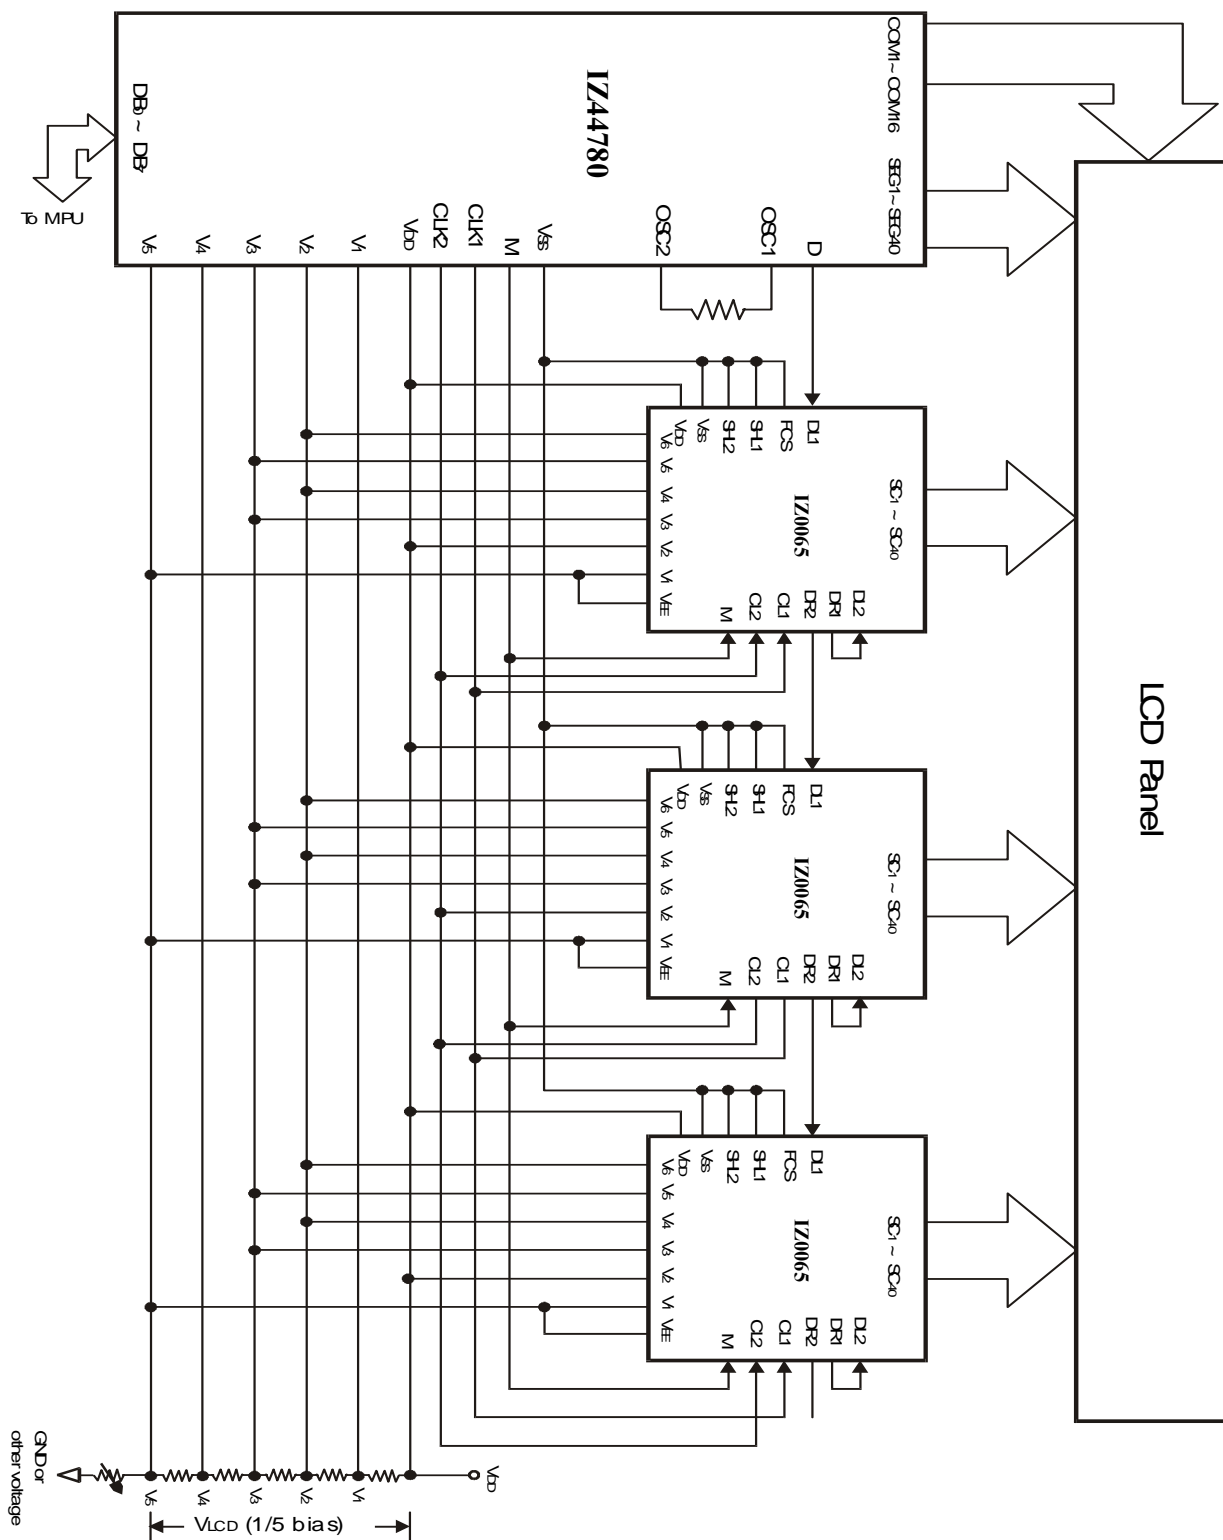 IZ44780
COM1 ~ COM16
SEG1 ~ SEG40
DB0 ~ DB7
To MPU
V5
V4
V3
V2
V1
VDD
CLK2
CLK1
M
VSS
OSC2
OSC1
D
LCD Panel
V6
V5
V4
V3
V2
V1
VEE
VDD
VSS
SHL2
SHL1
FCS
DL1
IZ0065
SC1 ~ SC40
M
CL2
CL1
DR2
DR1
DL2
V6
V5
V4
V3
V2
V1
VEE
VDD
VSS
SHL2
SHL1
FCS
DL1
IZ0065
SC1 ~ SC40
M
CL2
CL1
DR2
DR1
DL2
V6
V5
V4
V3
V2
V1
VEE
VDD
VSS
SHL2
SHL1
FCS
DL1
IZ0065
SC1 ~ SC40
M
CL2
CL1
DR2
DR1
DL2
GND or
other voltage
V5
V4
V3
V2
V1
VDD
VLCD (1/5 bias)